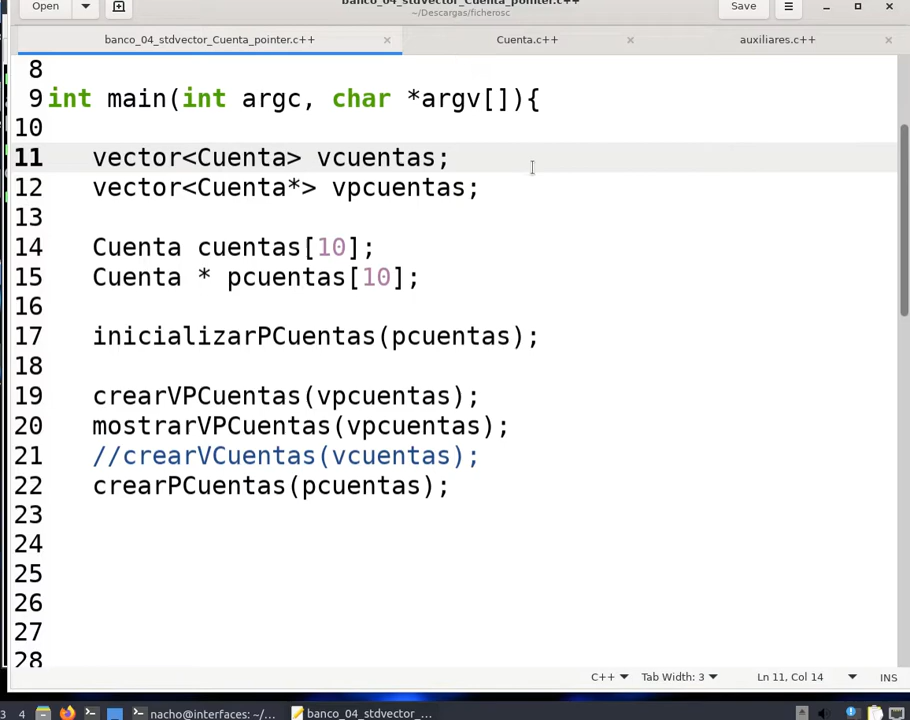 Open
banco_04_stdvector_Cuenta_pointer.c++
~/Descargas/ficherosc
Save
banco_04_stdvector_Cuenta_pointer.c++
Cuenta.c++
auxiliares.c++
8
9 int main(int argc, char *argv[]){
10
11 vector<Cuenta> vcuentas;
12 vector<Cuenta*> vpcuentas;
13
14 Cuenta cuentas[10];
15 Cuenta * pcuentas[10];
16
17 inicializarPCuentas(pcuentas);
18
19 crearVPCuentas(vpcuentas);
20 mostrarVPCuentas(vpcuentas);
21 //crearVCuentas(vcuentas);
22 crearPCuentas(pcuentas);
23
24
25
26
27
28
C++ Tab Width: 3 Ln 11, Col 14 INS
3 4 nacho@interfaces: ~/... banco_04_stdvector_...